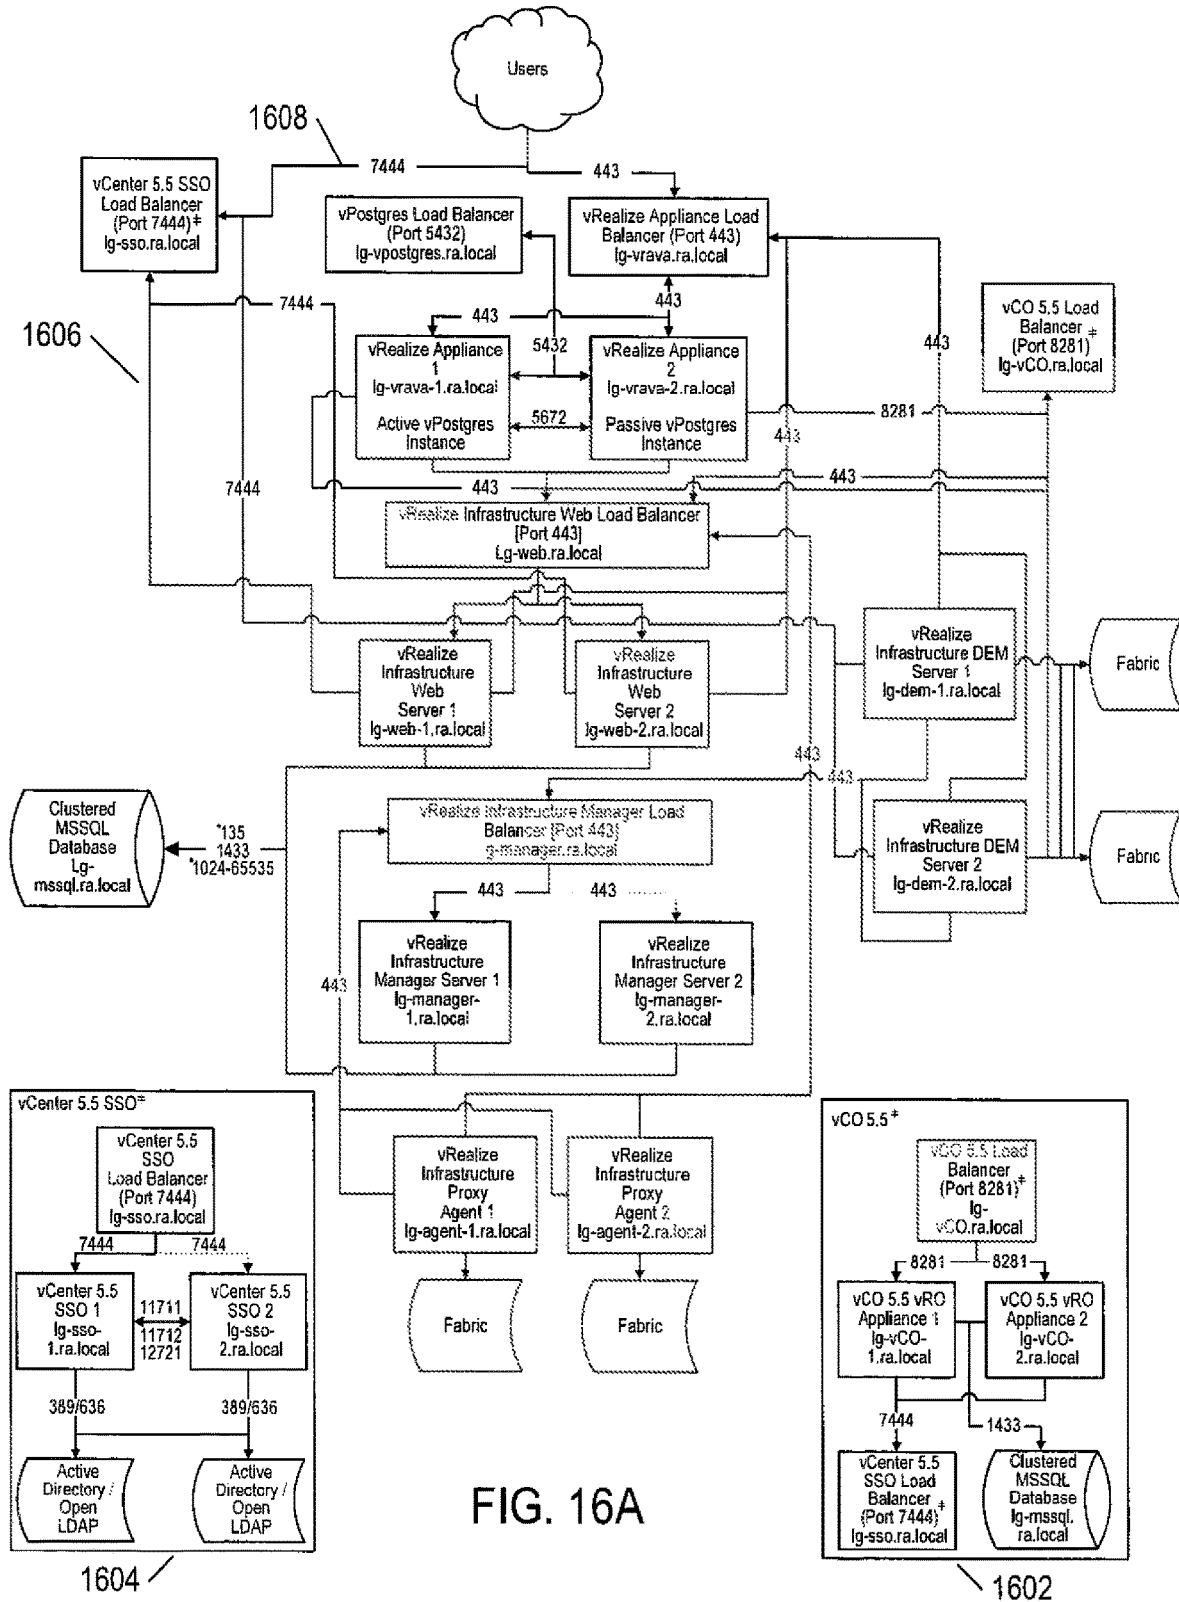 Users
1608
7444
443
vCenter 5.5 SSO
Load Balancer
(Port 7444)ǂ
lg-sso.ra.local
vPostgres Load Balancer
(Port 5432)
lg-vpostgres.ra.local
vRealize Appliance Load
Balancer (Port 443)
lg-vrava.ra.local
7444
443
443
5432
443
vCO 5.5 Load
Balancer ǂ
(Port 8281)
lg-vCO.ra.local
1606
vRealize Appliance
1
lg-vrava-1.ra.local
Active vPostgres
Instance
vRealize Appliance
2
lg-vrava-2.ra.local
Passive vPostgres
Instance
5672
8281
443
7444
443
443
vRealize Infrastructure Web Load Balancer
[Port 443]
Lg-web.ra.local
vRealize
Infrastructure
Web
Server 1
lg-web-1.ra.local
vRealize
Infrastructure
Web
Server 2
lg-web-2.ra.local
vRealize
Infrastructure DEM
Server 1
lg-dem-1.ra.local
Fabric
443
443
Clustered
MSSQL
Database
Lg-
mssql.ra.local
*135
1433
*1024-65535
vRealize Infrastructure Manager Load
Balancer [Port 443]
g-manager.ra.local
vRealize
Infrastructure DEM
Server 2
lg-dem-2.ra.local
Fabric
443
443
443
vRealize
Infrastructure
Manager Server 1
lg-manager-
1.ra.local
vRealize
Infrastructure
Manager Server 2
lg-manager-
2.ra.local
vCenter 5.5 SSOǂ
vCenter 5.5
SSO
Load Balancer
(Port 7444)
lg-sso.ra.local
7444
7444
vCenter 5.5
SSO 1
lg-sso-
1.ra.local
11711
11712
12721
vCenter 5.5
SSO 2
lg-sso-
2.ra.local
389/636
389/636
Active
Directory /
Open
LDAP
Active
Directory /
Open
LDAP
1604
vRealize
Infrastructure
Proxy
Agent 1
lg-agent-1.ra.local
vRealize
Infrastructure
Proxy
Agent 2
lg-agent-2.ra.local
Fabric
Fabric
vCO 5.5 ǂ
vCO 5.5 Load
Balancer
(Port 8281)ǂ
lg-
vCO.ra.local
8281
8281
vCO 5.5 vRO
Appliance 1
lg-vCO-
1.ra.local
vCO 5.5 vRO
Appliance 2
lg-vCO-
2.ra.local
7444
1433
vCenter 5.5
SSO Load
Balancer
(Port 7444)ǂ
lg-sso.ra.local
Clustered
MSSQL
Database
lg-mssql.
ra.local
1602
FIG. 16A